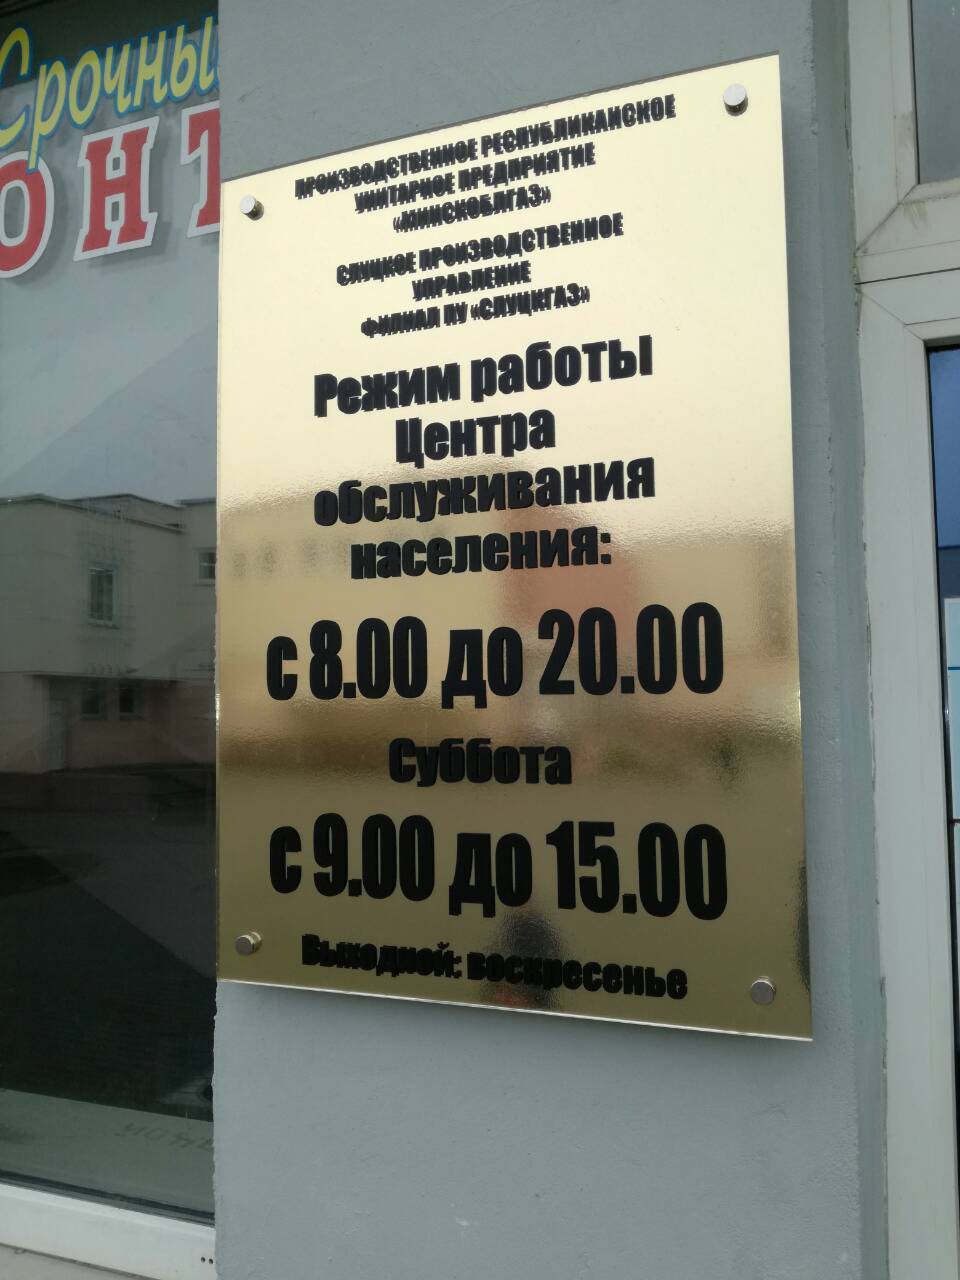 Срочны
ОНТ
ПРОИЗВОДСТВЕННОЕ РЕСПУБЛИКАНСКОЕ
УНИТАРНОЕ ПРЕДПРИЯТИЕ
«МИНСКОБЛГАЗ»
СЛУЦКОЕ ПРОИЗВОДСТВЕННОЕ
УПРАВЛЕНИЕ
ФИЛИАЛ ПУ «СЛУЦКГАЗ»
Режим работы
Центра
обслуживания
населения:
с 8.00 до 20.00
Суббота
с 9.00 до 15.00
Выходной: воскресенье